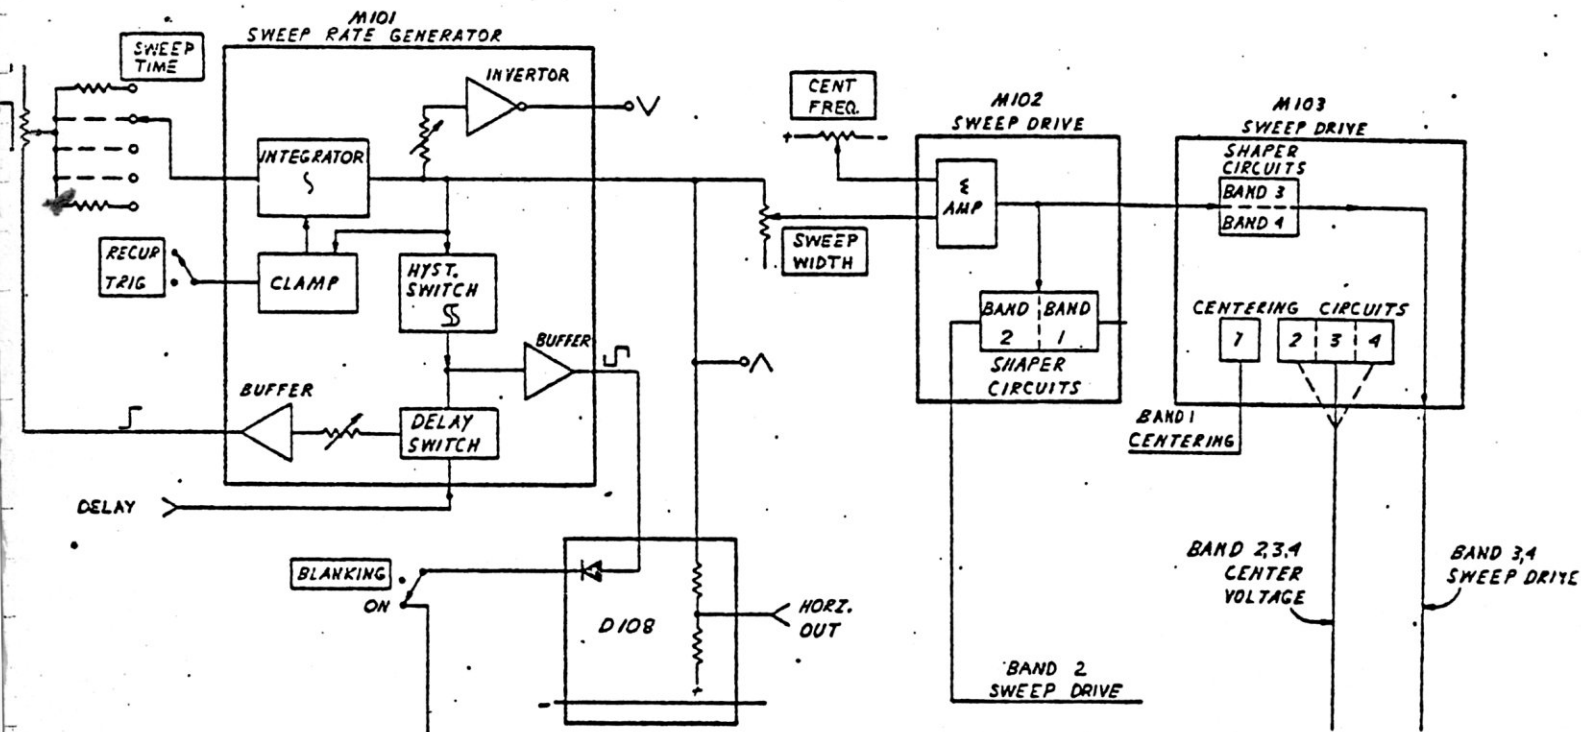 M101
SWEEP RATE GENERATOR
SWEEP
TIME
INVERTOR
INTEGRATOR
∫
RECUR
TRIG
CLAMP
HYST.
SWITCH
BUFFER
BUFFER
DELAY
SWITCH
DELAY
BLANKING
ON
D108
HORZ.
OUT
+
-
CENT
FREQ.
+ -
SWEEP
WIDTH
M102
SWEEP DRIVE
Σ
AMP
BAND BAND
2 1
SHAPER
CIRCUITS
BAND 2
SWEEP DRIVE
M103
SWEEP DRIVE
SHAPER
CIRCUITS
BAND 3
BAND 4
CENTERING CIRCUITS
1 2 3 4
BAND 1
CENTERING
BAND 2,3,4
CENTER
VOLTAGE
BAND 3,4
SWEEP DRIVE